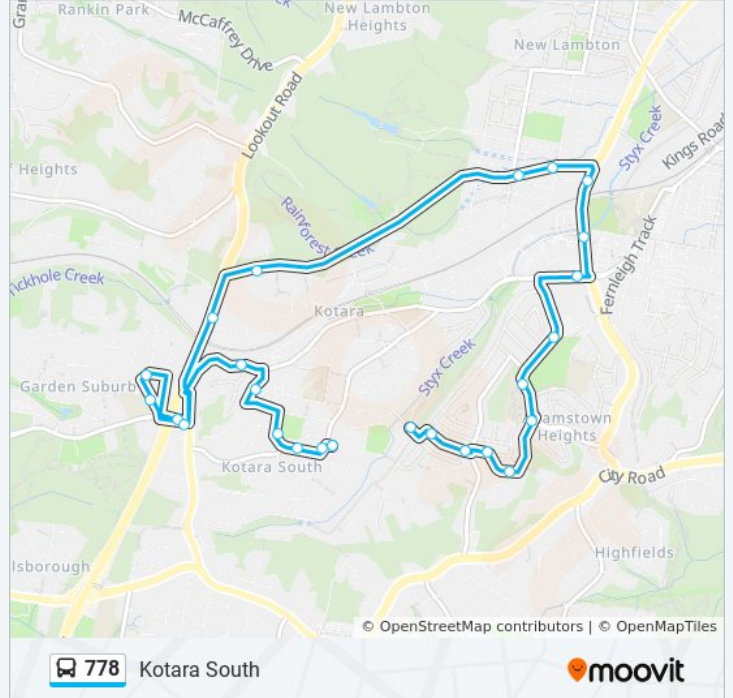 Rankin Park
New Lambton
Heights
McCaffrey Drive
New Lambton
Lookout Road
Styx Creek
Kings Road
Heights
Rainforest Creek
Tickhole Creek
Fernleigh Track
Kotara
Styx Creek
Garden Suburb
amstown
Heights
Kotara South
City Road
lsborough
Highfields
© OpenStreetMap contributors | © OpenMapTiles
778 Kotara South
moovit